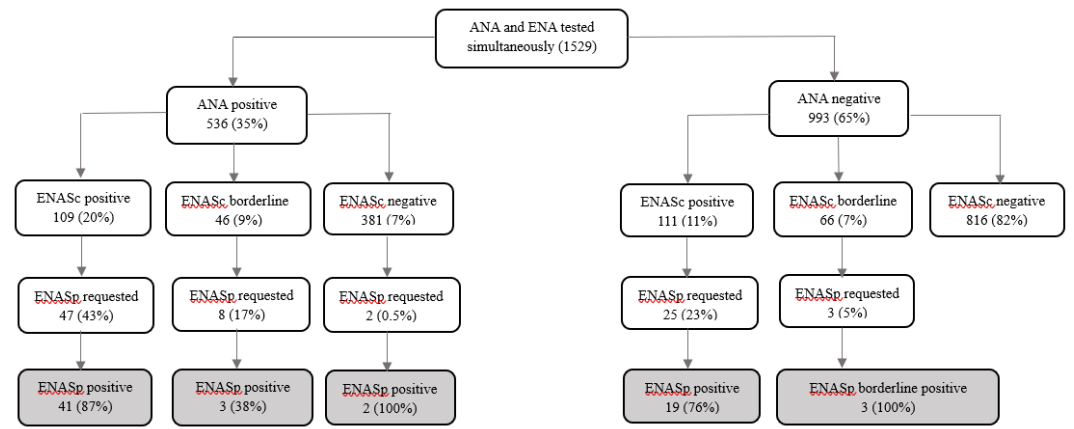 ANA and ENA tested
simultaneously (1529)
ANA positive
536 (35%)
ANA negative
993 (65%)
ENASc positive
109 (20%)
ENASc borderline
46 (9%)
ENASc negative
381 (7%)
ENASc positive
111 (11%)
ENASc borderline
66 (7%)
ENASc negative
816 (82%)
ENASp requested
47 (43%)
ENASp requested
8 (17%)
ENASp requested
2 (0.5%)
ENASp requested
25 (23%)
ENASp requested
3 (5%)
ENASp positive
41 (87%)
ENASp positive
3 (38%)
ENASp positive
2 (100%)
ENASp positive
19 (76%)
ENASp borderline positive
3 (100%)